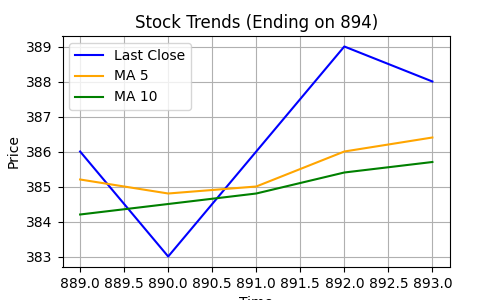 Stock Trends (Ending on 894)
Last Close
MA 5
MA 10
Price
389
388
387
386
385
384
383
889.0 889.5 890.0 890.5 891.0 891.5 892.0 892.5 893.0
Time